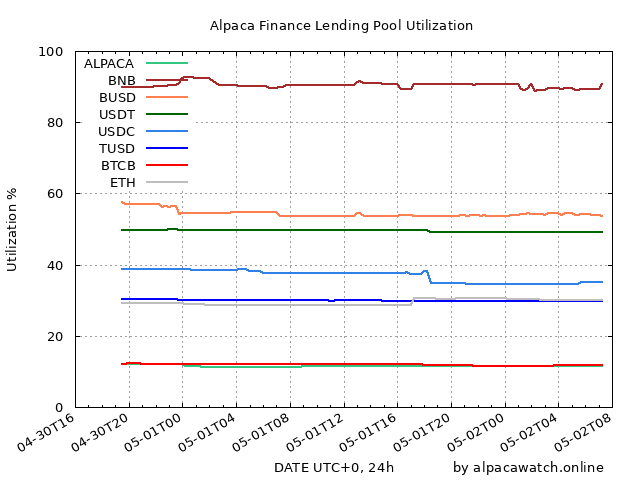 Alpaca Finance Lending Pool Utilization
100
80
60
40
20
0
Utilization %
ALPACA
BNB
BUSD
USDT
USDC
TUSD
BTCB
ETH
04-30T16
04-30T20
05-01T00
05-01T04
05-01T08
05-01T12
05-01T16
05-01T20
05-02T00
05-02T04
05-02T08
DATE UTC+0, 24h
by alpacawatch.online